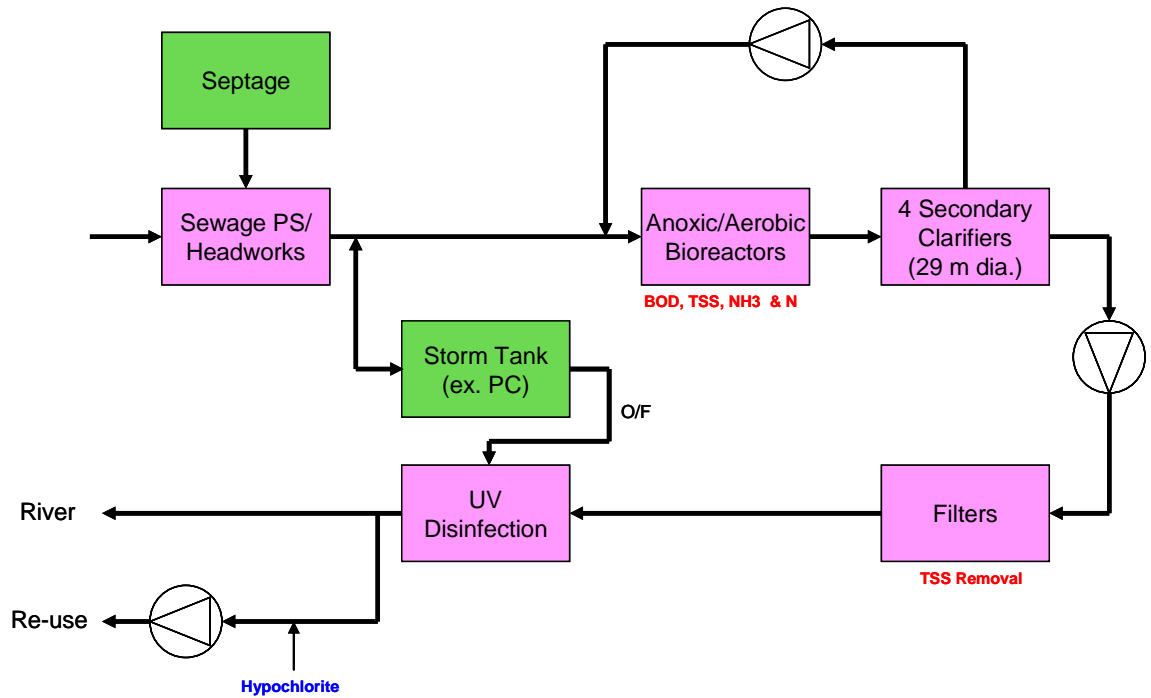 Septage
Sewage PS/
Headworks
Anoxic/Aerobic
Bioreactors
4 Secondary
Clarifiers
(29 m dia.)
BOD, TSS, NH3 & N
Storm Tank
(ex. PC)
O/F
River
UV
Disinfection
Filters
TSS Removal
Re-use
Hypochlorite